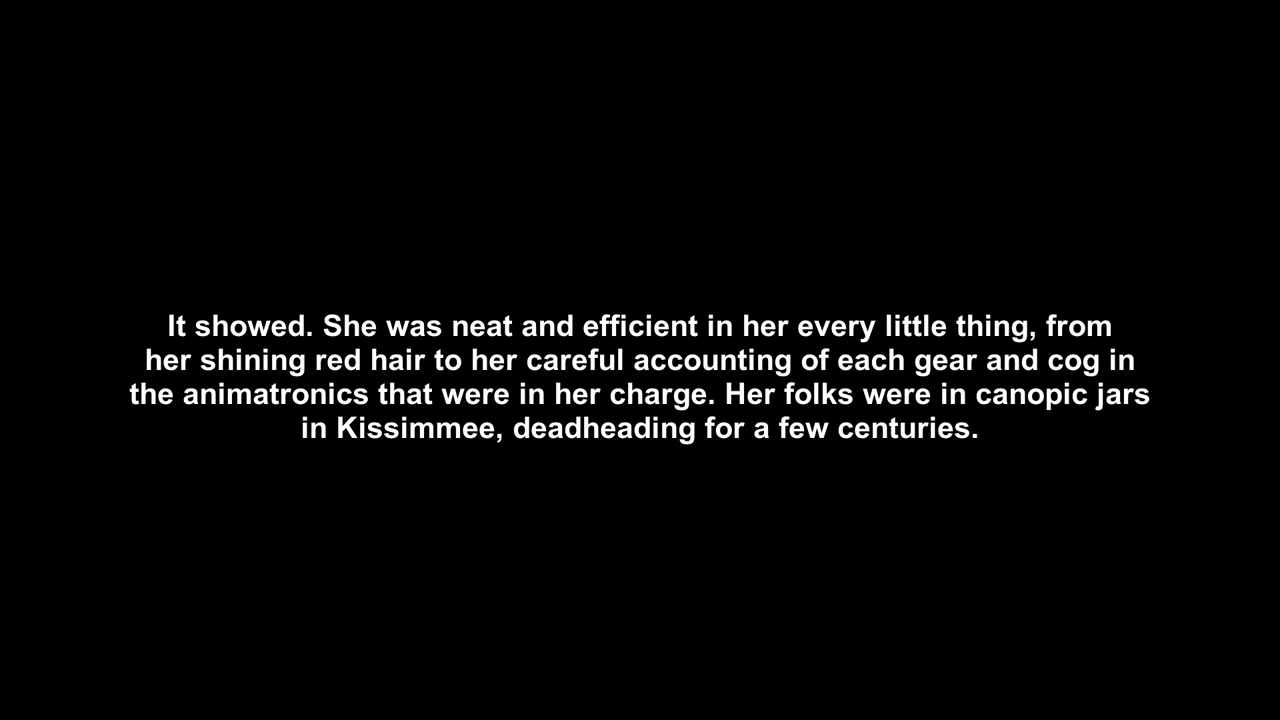 It showed. She was neat and efficient in her every little thing, from
her shining red hair to her careful accounting of each gear and cog in
the animatronics that were in her charge. Her folks were in canopic jars
in Kissimmee, deadheading for a few centuries.